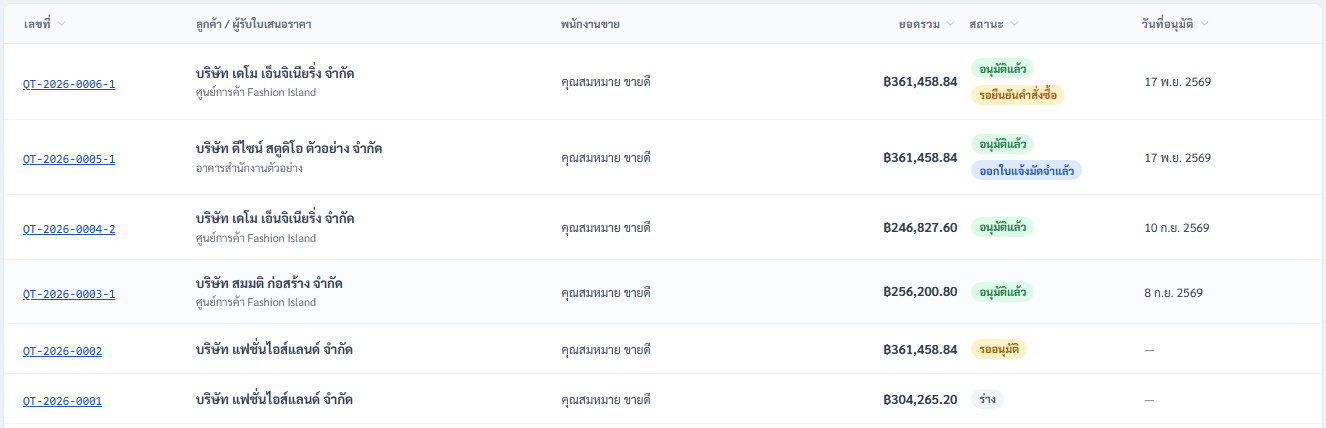 เลขที่ ลูกค้า / ผู้รับใบเสนอราคา พนักงานขาย ยอดรวม สถานะ วันที่อนุมัติ
QT-2026-0006-1 บริษัท เดโม เอ็นจิเนียริ่ง จำกัด คุณสมหมาย ขายดี ฿361,458.84 อนุมัติแล้ว 17 พ.ย. 2569
ศูนย์การค้า Fashion Island รอยืนยันคำสั่งซื้อ
QT-2026-0005-1 บริษัท ดีไซน์ สตูดิโอ ตัวอย่าง จำกัด คุณสมหมาย ขายดี ฿361,458.84 อนุมัติแล้ว 17 พ.ย. 2569
อาคารสำนักงานตัวอย่าง ออกใบแจ้งมัดจำแล้ว
QT-2026-0004-2 บริษัท เดโม เอ็นจิเนียริ่ง จำกัด คุณสมหมาย ขายดี ฿246,827.60 อนุมัติแล้ว 10 ก.ย. 2569
ศูนย์การค้า Fashion Island
QT-2026-0003-1 บริษัท สมมติ ก่อสร้าง จำกัด คุณสมหมาย ขายดี ฿256,200.80 อนุมัติแล้ว 8 ก.ย. 2569
ศูนย์การค้า Fashion Island
QT-2026-0002 บริษัท แฟชั่นไอส์แลนด์ จำกัด คุณสมหมาย ขายดี ฿361,458.84 รออนุมัติ —
QT-2026-0001 บริษัท แฟชั่นไอส์แลนด์ จำกัด คุณสมหมาย ขายดี ฿304,265.20 ร่าง —